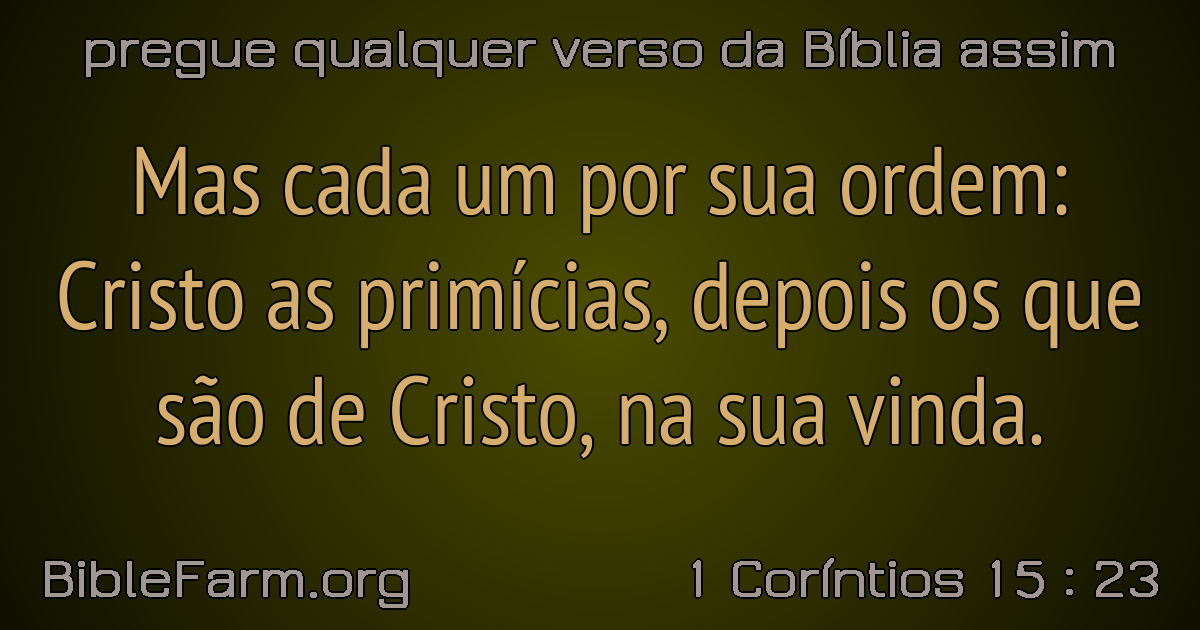 pregue qualquer verso da Bíblia assim
Mas cada um por sua ordem:
Cristo as primícias, depois os que
são de Cristo, na sua vinda.
BibleFarm.org
1 Coríntios 15 : 23